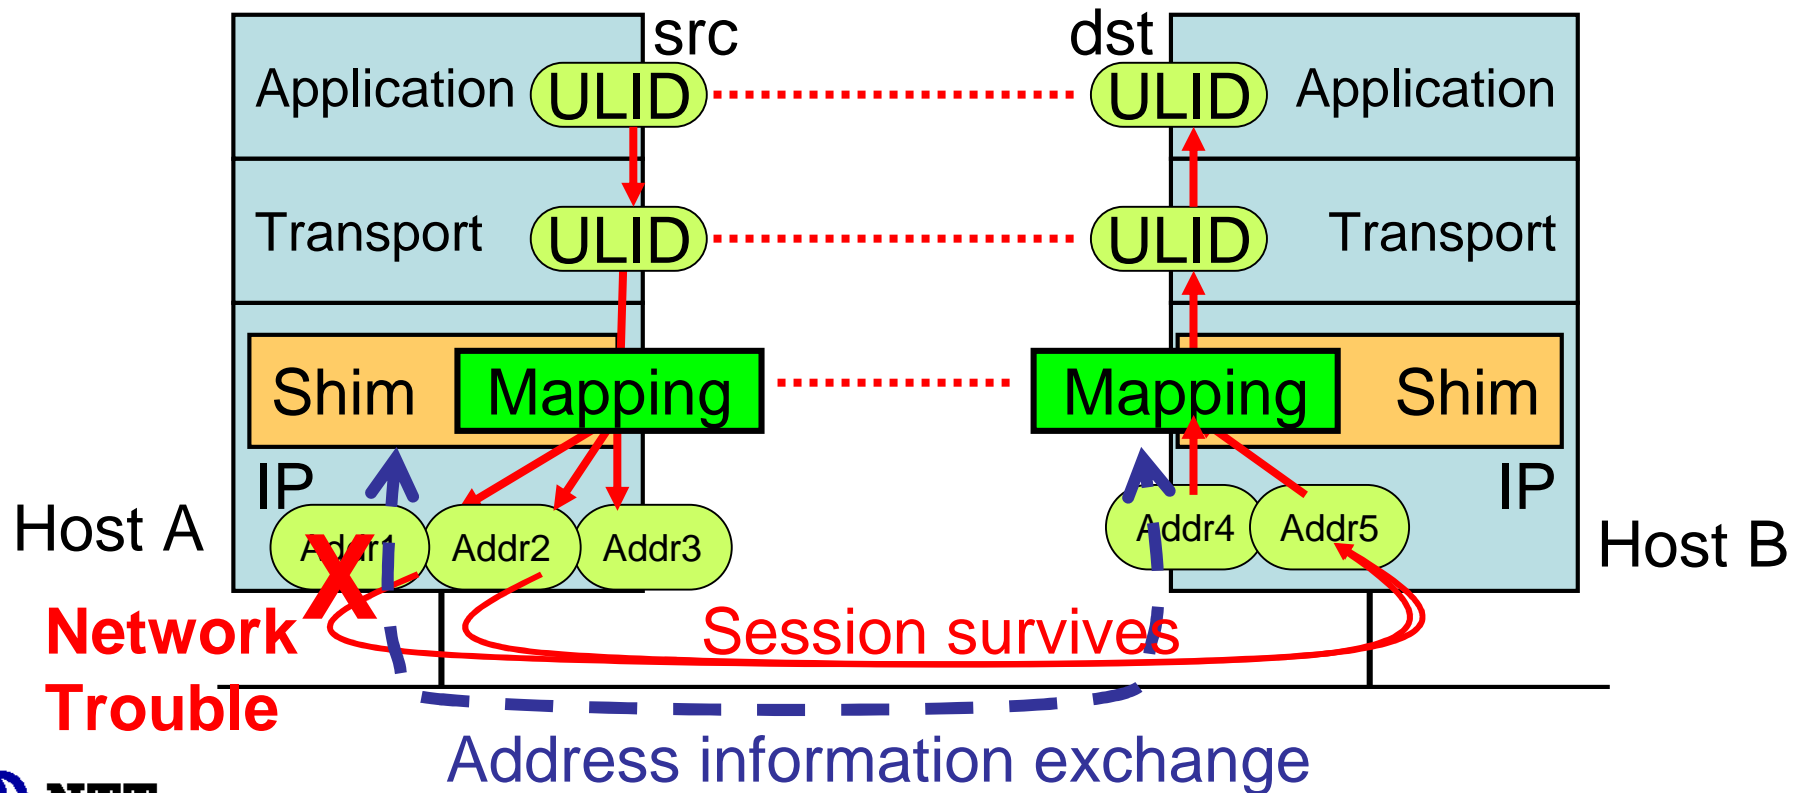 src
dst
Application
ULID
ULID
Application
Transport
ULID
ULID
Transport
Shim
Mapping
Mapping
Shim
IP
IP
Host A
Addr1
Addr2
Addr3
Addr4
Addr5
Host B
X
Network
Trouble
Session survives
Address information exchange